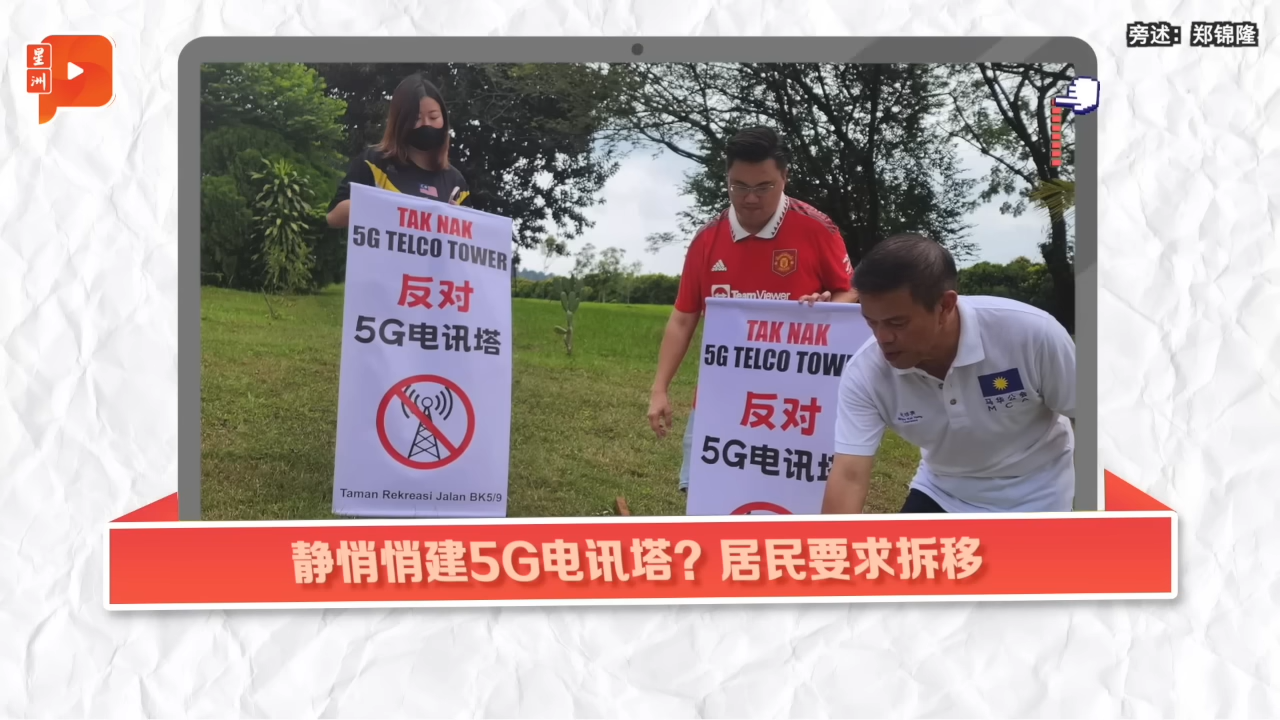 星洲
旁述：郑锦隆
TAK NAK
5G TELCO TOWER
反对
5G电讯塔
Taman Rekreasi Jalan BK5/9
TeamViewer
TAK NAK
5G TELCO TOW
反对
5G电讯塔
马华公会
MCA
静悄悄建5G电讯塔？居民要求拆移